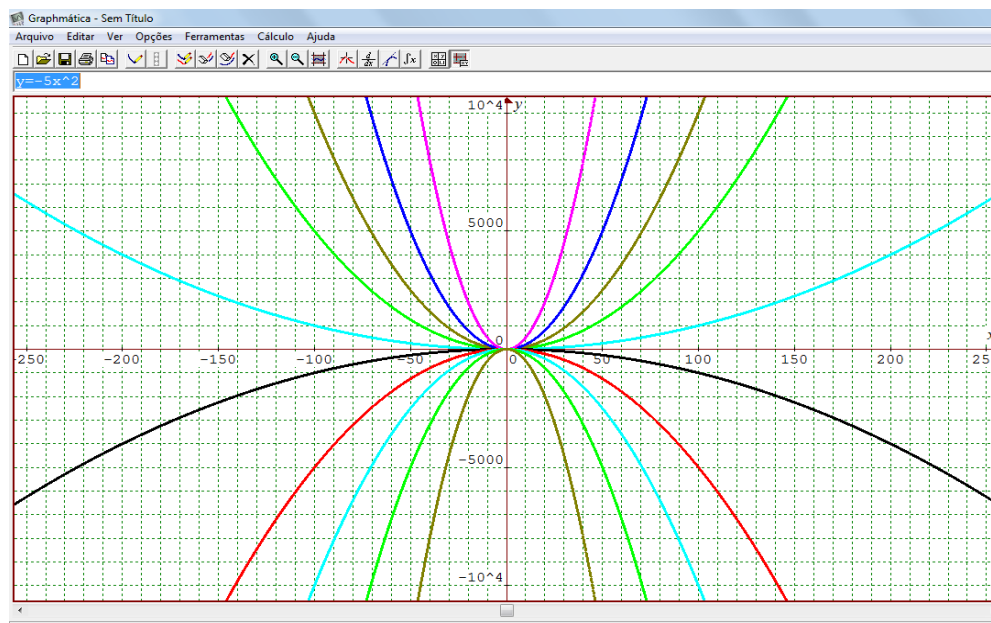 Graphmática - Sem Título
Arquivo Editar Ver Opções Ferramentas Cálculo Ajuda
y=-5x^2
10^4 y
5000
0 x
-250 -200 -150 -100 -50 0 50 100 150 200 25
-5000
-10^4